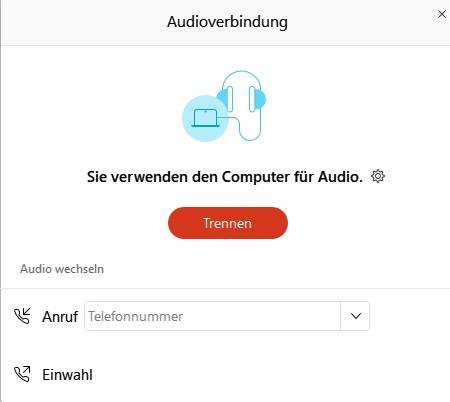 Audioverbindung
Sie verwenden den Computer für Audio.
Trennen
Audio wechseln
Anruf Telefonnummer
Einwahl